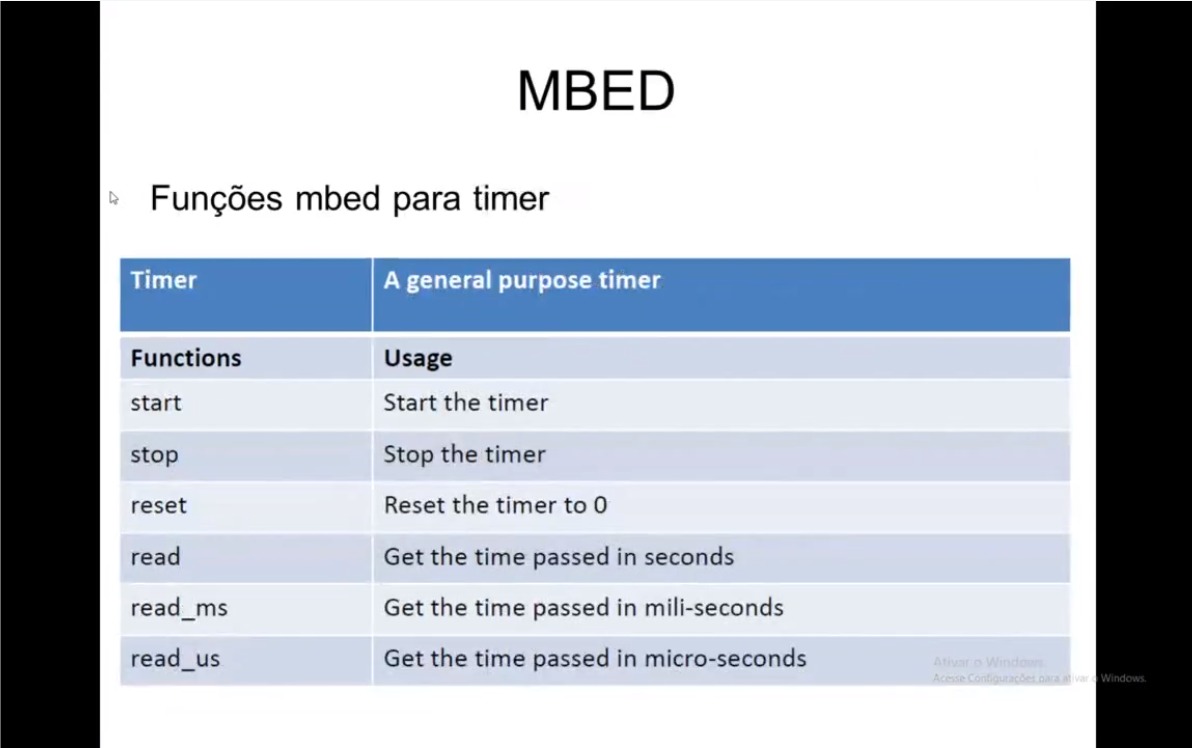 MBED
Funções mbed para timer
Timer A general purpose timer
Functions Usage
start Start the timer
stop Stop the timer
reset Reset the timer to 0
read Get the time passed in seconds
read_ms Get the time passed in mili-seconds
read_us Get the time passed in micro-seconds
Ativar o Windows
Acesse Configurações para ativar o Windows.